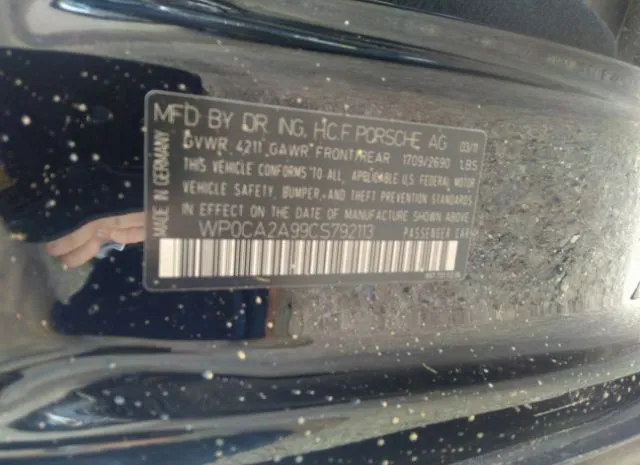 MADE IN GERMANY
MFD BY DR. ING. H.C.F PORSCHE AG 03/11
GVWR 4211 GAWR FRONT/REAR 1709/2690 LBS
THIS VEHICLE CONFORMS TO ALL APPLICABLE U.S. FEDERAL MOTOR
VEHICLE SAFETY, BUMPER, AND THEFT PREVENTION STANDARDS
IN EFFECT ON THE DATE OF MANUFACTURE SHOWN ABOVE.
WP0CA2A99CS792113 PASSENGER CAR